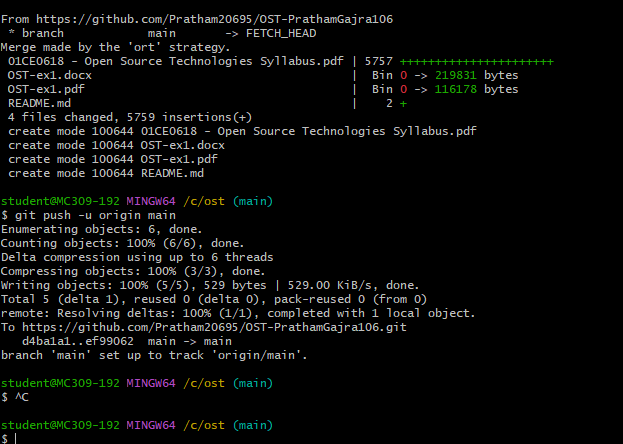 From https://github.com/Pratham20695/OST-PrathamGajra106
 * branch            main       -> FETCH_HEAD
Merge made by the 'ort' strategy.
 01CE0618 - Open Source Technologies Syllabus.pdf | 5757 ++++++++++++++++++++++
 OST-ex1.docx                                     |  Bin 0 -> 219831 bytes
 OST-ex1.pdf                                      |  Bin 0 -> 116178 bytes
 README.md                                        |    2 +
 4 files changed, 5759 insertions(+)
 create mode 100644 01CE0618 - Open Source Technologies Syllabus.pdf
 create mode 100644 OST-ex1.docx
 create mode 100644 OST-ex1.pdf
 create mode 100644 README.md
student@MC309-192 MINGW64 /c/ost (main)
$ git push -u origin main
Enumerating objects: 6, done.
Counting objects: 100% (6/6), done.
Delta compression using up to 6 threads
Compressing objects: 100% (3/3), done.
Writing objects: 100% (5/5), 529 bytes | 529.00 KiB/s, done.
Total 5 (delta 1), reused 0 (delta 0), pack-reused 0 (from 0)
remote: Resolving deltas: 100% (1/1), completed with 1 local object.
To https://github.com/Pratham20695/OST-PrathamGajra106.git
   d4ba1a1..ef99062  main -> main
branch 'main' set up to track 'origin/main'.
student@MC309-192 MINGW64 /c/ost (main)
$ ^C
student@MC309-192 MINGW64 /c/ost (main)
$